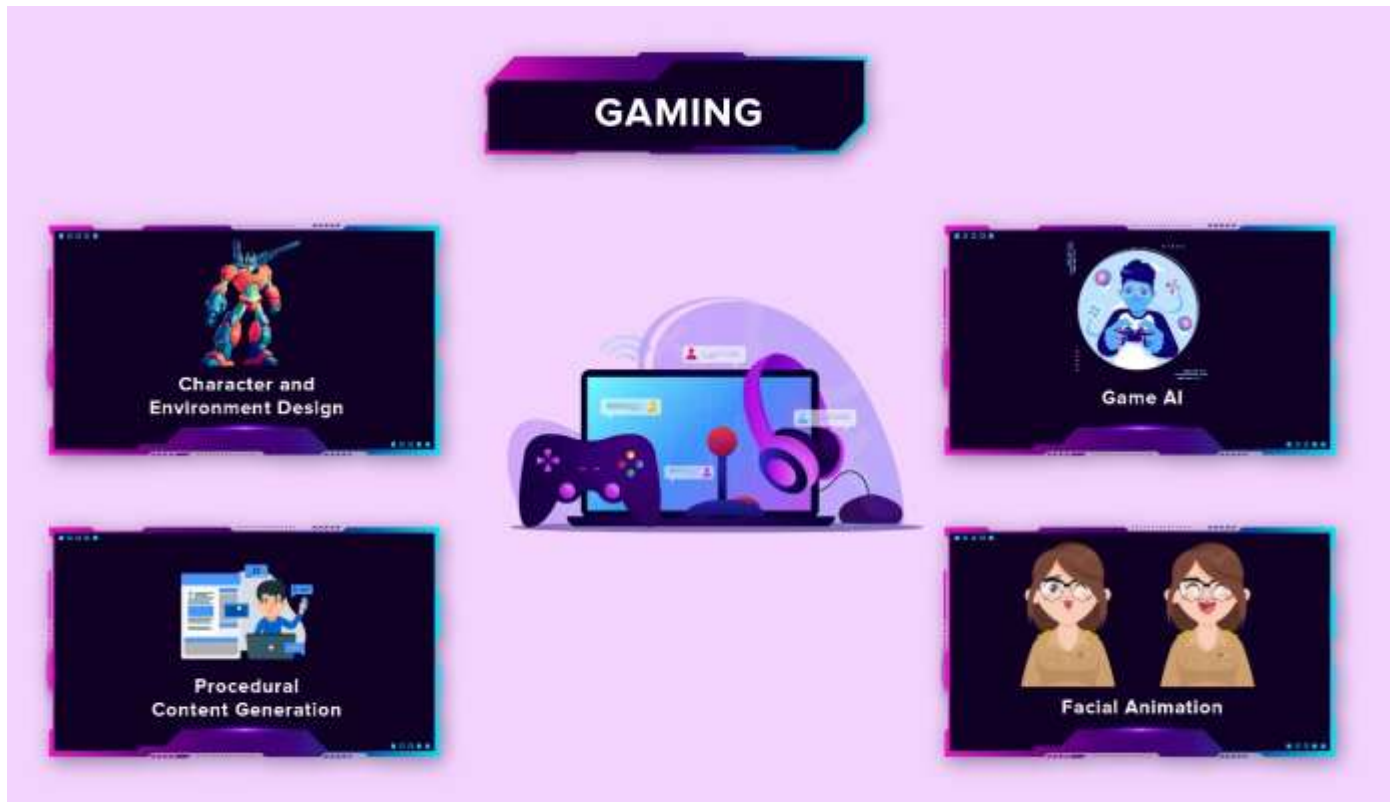 GAMING
Character and
Environment Design
Game AI
Procedural
Content Generation
Facial Animation